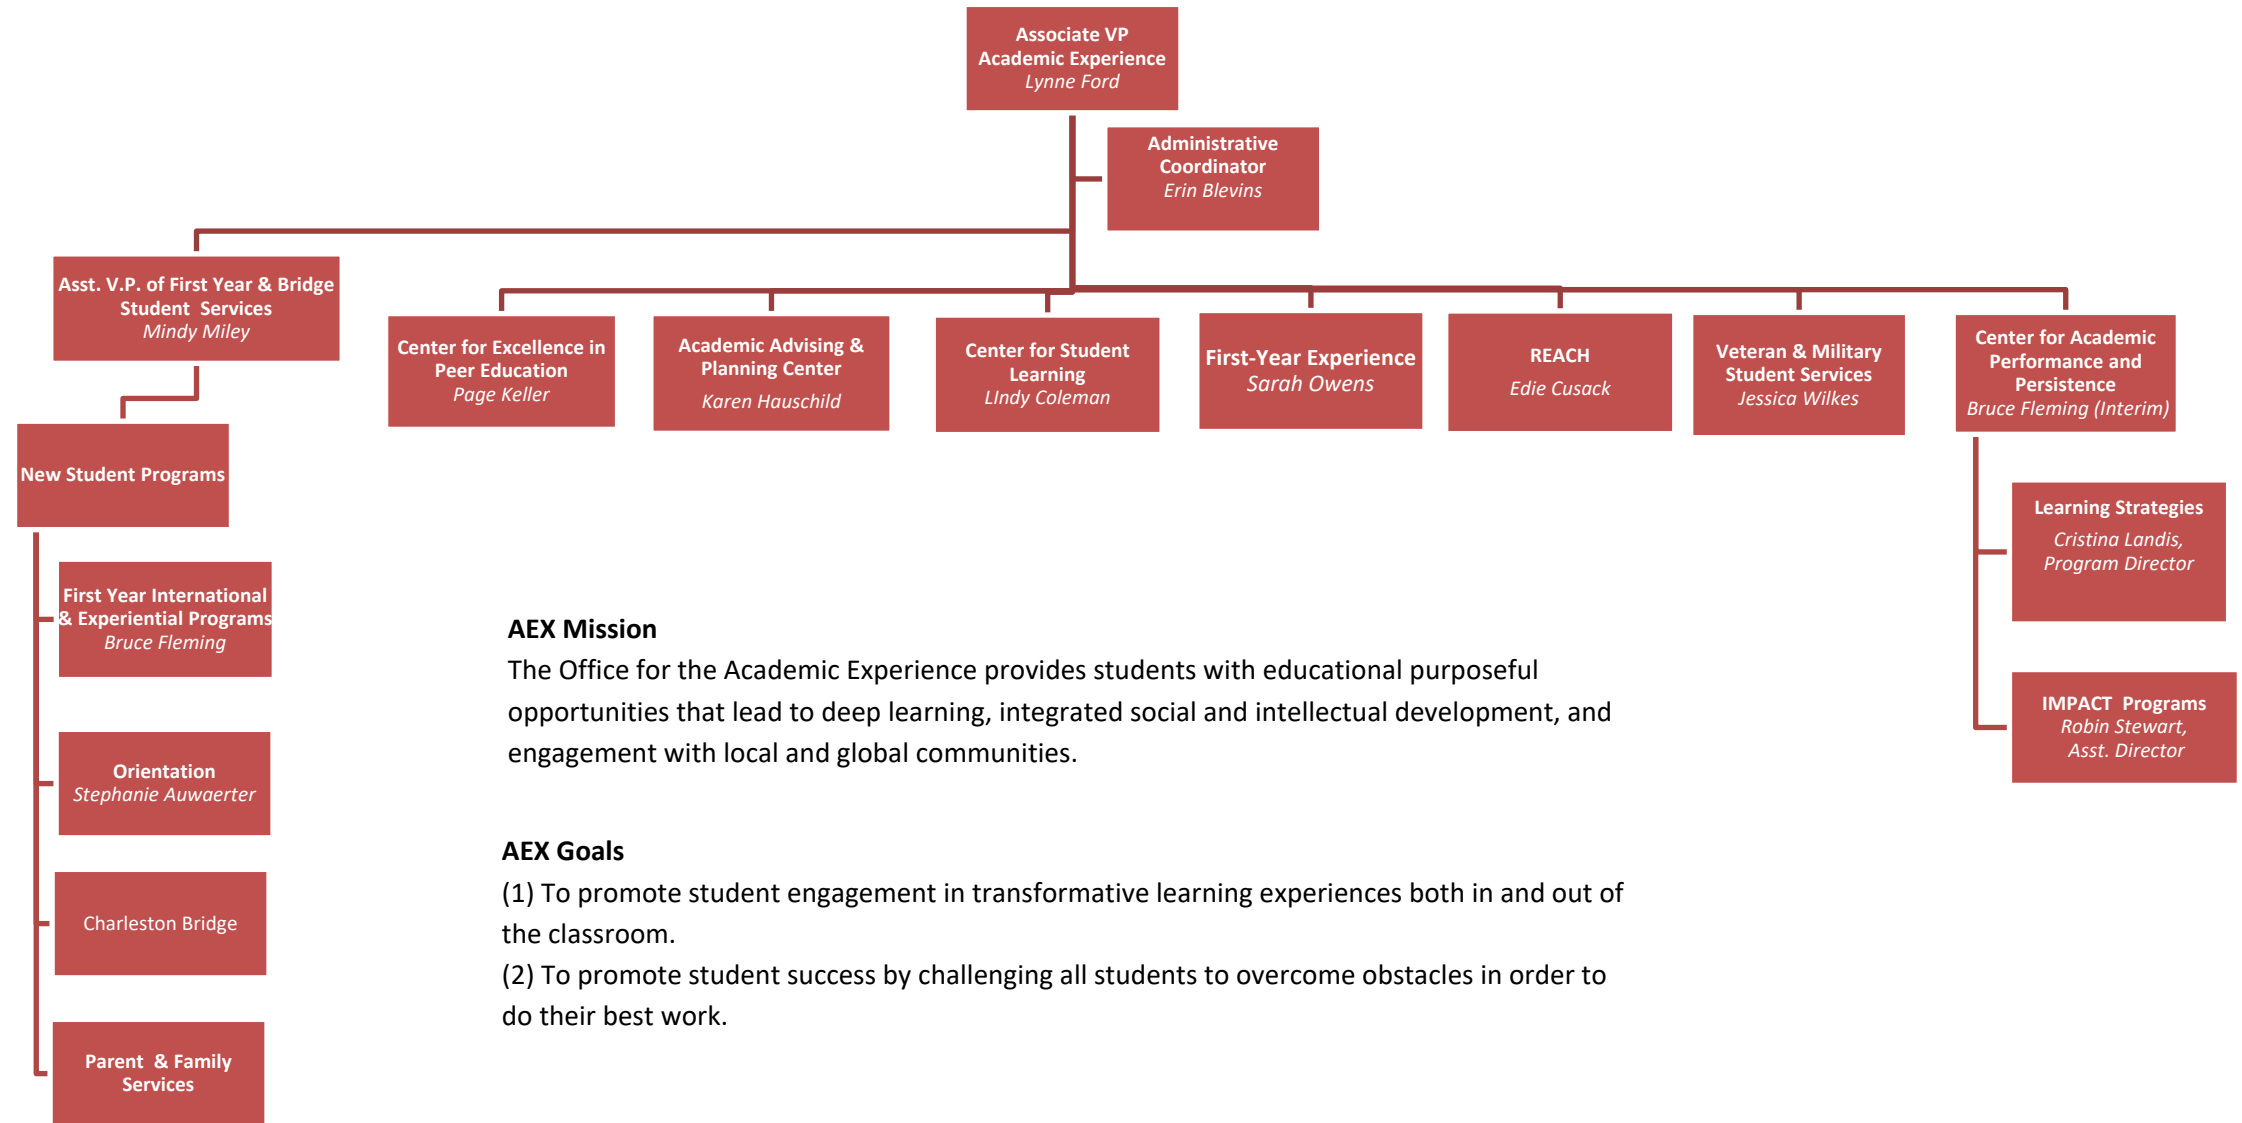 Associate VP
Academic Experience
Lynne Ford
Administrative
Coordinator
Erin Blevins
Asst. V.P. of First Year & Bridge
Student  Services
Mindy Miley
Center for Excellence in
Peer Education
Page Keller
Academic Advising &
Planning Center
Karen Hauschild
Center for Student
Learning
LIndy Coleman
First-Year Experience
Sarah Owens
REACH
Edie Cusack
Veteran & Military
Student Services
Jessica Wilkes
Center for Academic
Performance and
Persistence
Bruce Fleming (Interim)
New Student Programs
Learning Strategies
Cristina Landis,
Program Director
First Year International
& Experiential Programs
Bruce Fleming
IMPACT  Programs
Robin Stewart,
Asst. Director
Orientation
Stephanie Auwaerter
Charleston Bridge
Parent  & Family
Services
AEX Mission
The Office for the Academic Experience provides students with educational purposeful
opportunities that lead to deep learning, integrated social and intellectual development, and
engagement with local and global communities.
AEX Goals
(1) To promote student engagement in transformative learning experiences both in and out of
the classroom.
(2) To promote student success by challenging all students to overcome obstacles in order to
do their best work.